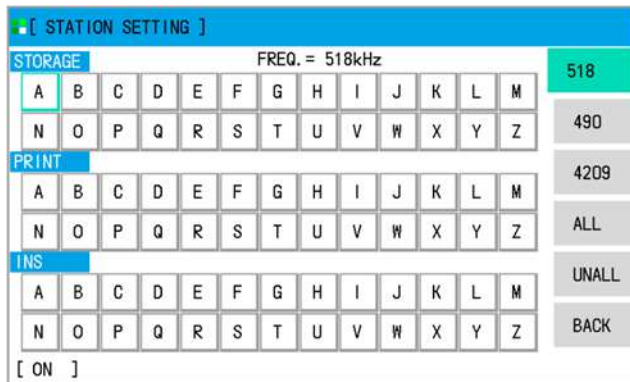 [ STATION SETTING ]
STORAGE FREQ. = 518kHz
A B C D E F G H I J K L M
N O P Q R S T U V W X Y Z
PRINT
A B C D E F G H I J K L M
N O P Q R S T U V W X Y Z
INS
A B C D E F G H I J K L M
N O P Q R S T U V W X Y Z
[ ON ]
518
490
4209
ALL
UNALL
BACK